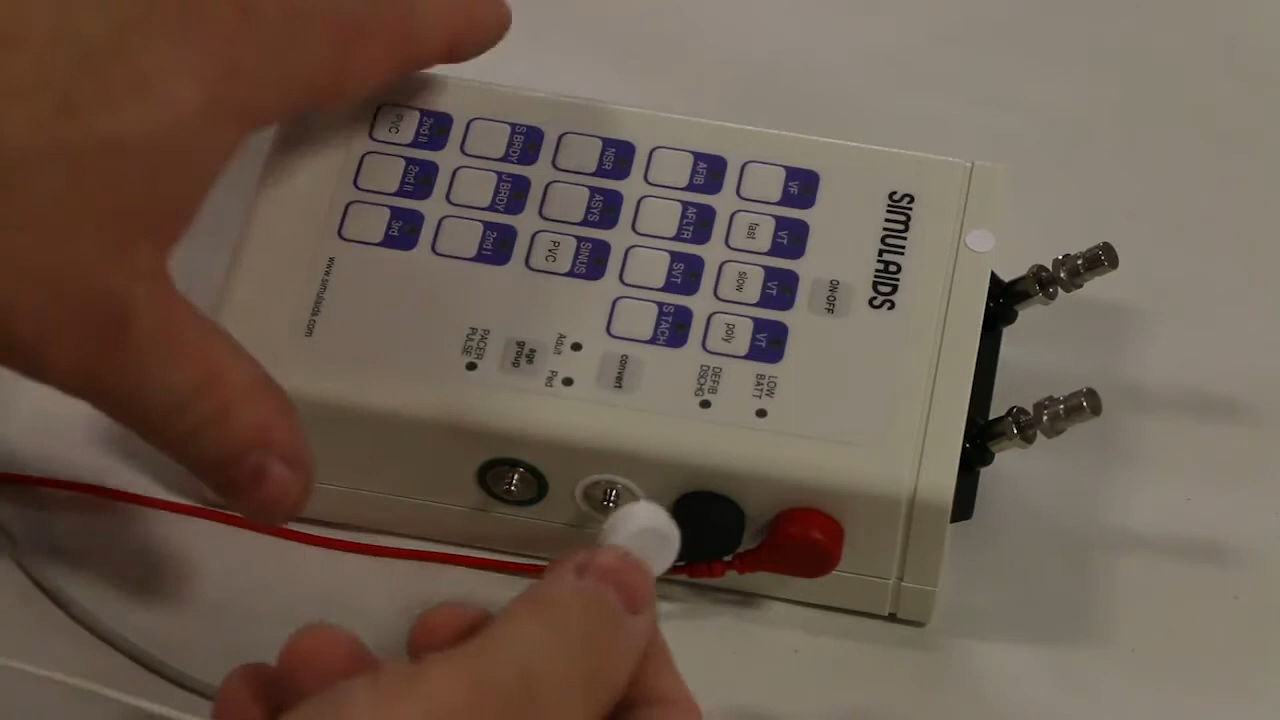 SIMULAIDS
ON·OFF
VF
VT
fast
VT
slow
VT
poly
LOW
BATT
AFIB
AFLTR
SVT
S TACH
DEFIB
DSCHG
NSR
ASYS
SINUS
PVC
convert
S BRDY
J BRDY
2nd I
Adult
Ped
age
group
2nd II
PVC
2nd II
3rd
PACER
PULSE
www.simulaids.com